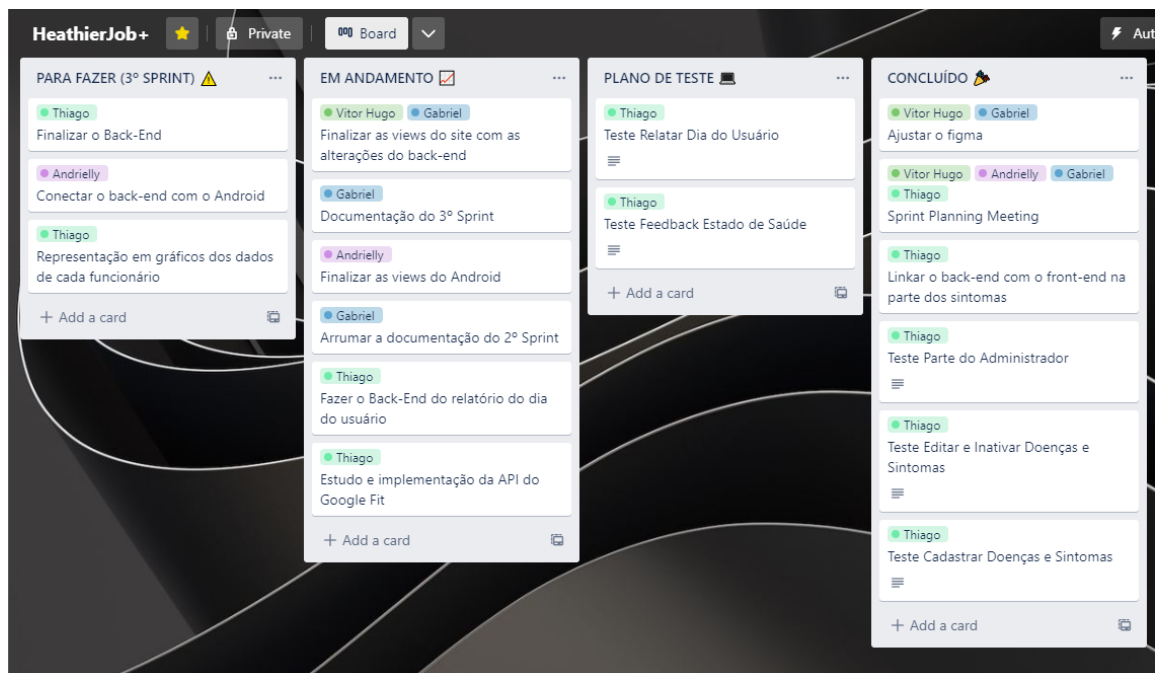 HeathierJob+ Private Board Aut
PARA FAZER (3º SPRINT)
Thiago
Finalizar o Back-End
Andrielly
Conectar o back-end com o Android
Thiago
Representação em gráficos dos dados
de cada funcionário
Add a card
EM ANDAMENTO
Vitor Hugo Gabriel
Finalizar as views do site com as
alterações do back-end
Gabriel
Documentação do 3º Sprint
Andrielly
Finalizar as views do Android
Gabriel
Arrumar a documentação do 2º Sprint
Thiago
Fazer o Back-End do relatório do dia
do usuário
Thiago
Estudo e implementação da API do
Google Fit
Add a card
PLANO DE TESTE
Thiago
Teste Relatar Dia do Usuário
Thiago
Teste Feedback Estado de Saúde
Add a card
CONCLUÍDO
Vitor Hugo Gabriel
Ajustar o figma
Vitor Hugo Andrielly Gabriel
Thiago
Sprint Planning Meeting
Thiago
Linkar o back-end com o front-end na
parte dos sintomas
Thiago
Teste Parte do Administrador
Thiago
Teste Editar e Inativar Doenças e
Sintomas
Thiago
Teste Cadastrar Doenças e Sintomas
Add a card